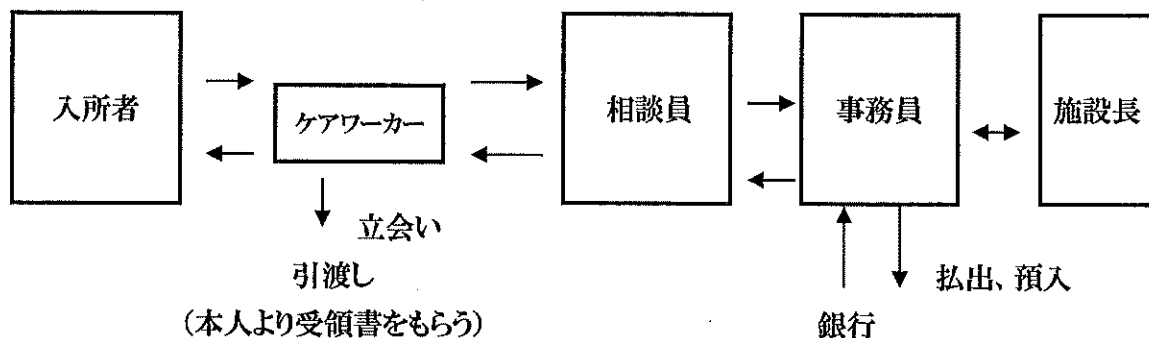 入所者
ケアワーカー
相談員
事務員
施設長
立会い
引渡し
(本人より受領書をもらう)
払出、預入
銀行